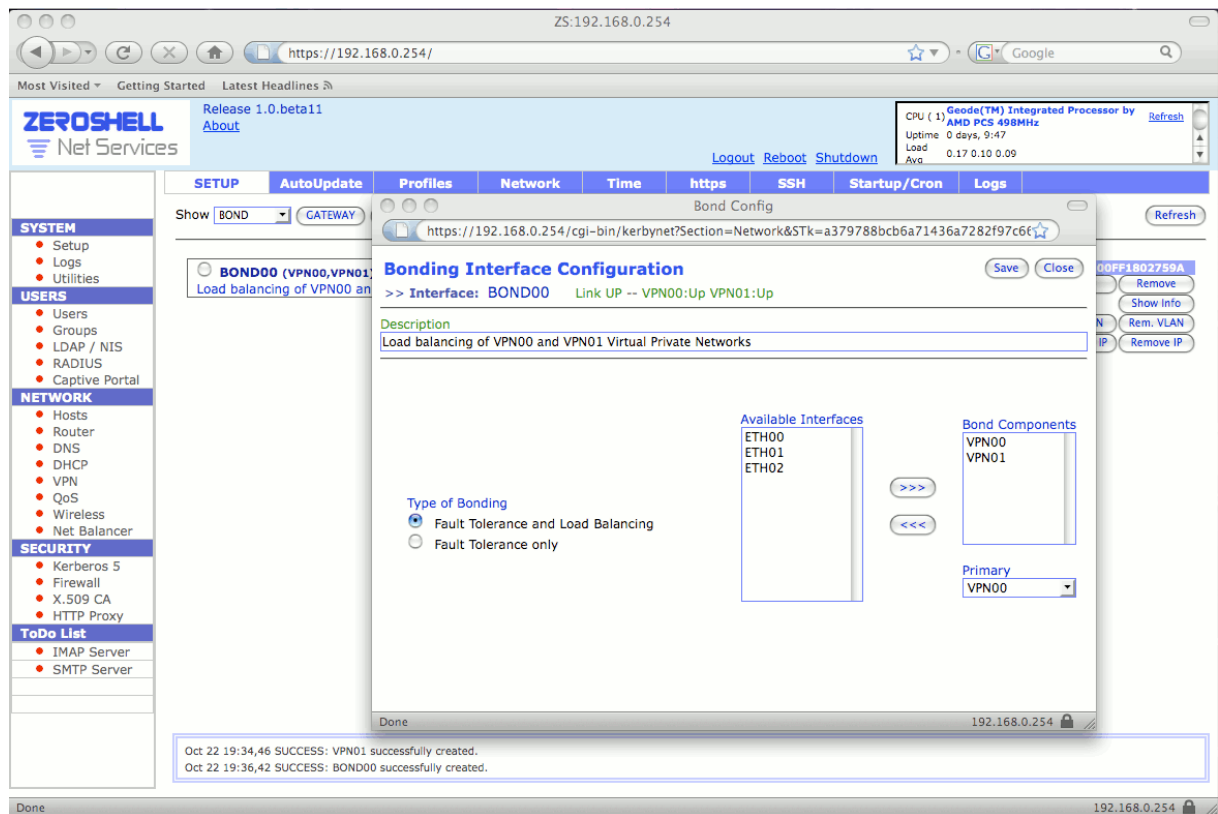 ZS:192.168.0.254
https://192.168.0.254/
Google
Most Visited Getting Started Latest Headlines
ZEROSHELL
Net Services
Release 1.0.beta11
About
Logout Reboot Shutdown
CPU ( 1) Geode(TM) Integrated Processor by AMD PCS 498MHz
Refresh
Uptime 0 days, 9:47
Load Avg 0.17 0.10 0.09
SETUP AutoUpdate Profiles Network Time https SSH Startup/Cron Logs
Show BOND GATEWAY
Refresh
SYSTEM
Setup
Logs
Utilities
USERS
Users
Groups
LDAP / NIS
RADIUS
Captive Portal
NETWORK
Hosts
Router
DNS
DHCP
VPN
QoS
Wireless
Net Balancer
SECURITY
Kerberos 5
Firewall
X.509 CA
HTTP Proxy
ToDo List
IMAP Server
SMTP Server
BOND00 (VPN00,VPN01)
Load balancing of VPN00 an
00FF1802759A
Remove
Show Info
N Rem. VLAN
IP Remove IP
Bond Config
https://192.168.0.254/cgi-bin/kerbynet?Section=Network&STk=a379788bcb6a71436a7282f97c66
Bonding Interface Configuration
Save Close
>> Interface: BOND00 Link UP -- VPN00:Up VPN01:Up
Description
Load balancing of VPN00 and VPN01 Virtual Private Networks
Type of Bonding
Fault Tolerance and Load Balancing
Fault Tolerance only
Available Interfaces
ETH00
ETH01
ETH02
>>>
<<<
Bond Components
VPN00
VPN01
Primary
VPN00
Done 192.168.0.254
Oct 22 19:34,46 SUCCESS: VPN01 successfully created.
Oct 22 19:36,42 SUCCESS: BOND00 successfully created.
Done 192.168.0.254